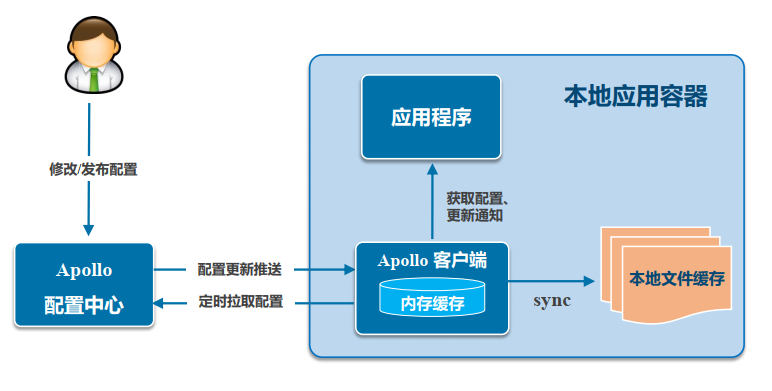 本地应用容器
应用程序
修改/发布配置
获取配置、
更新通知
Apollo
配置中心
配置更新推送
定时拉取配置
Apollo 客户端
内存缓存
sync
本地文件缓存